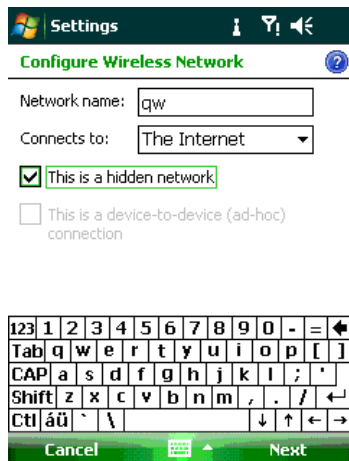 Settings
Configure Wireless Network
Network name: qw
Connects to: The Internet
This is a hidden network
This is a device-to-device (ad-hoc)
connection
123 1 2 3 4 5 6 7 8 9 0 - =
Tab q w e r t y u i o p [ ]
CAP a s d f g h j k l ; '
Shift z x c v b n m , . /
Ctl áü ` \
Cancel Next